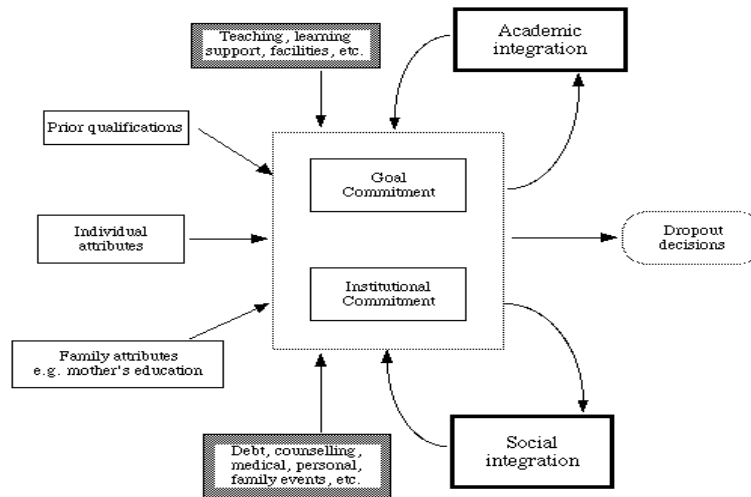 Teaching, learning
support, facilities, etc.
Academic
integration
Prior qualifications
Goal
Commitment
Individual
attributes
Dropout
decisions
Institutional
Commitment
Family attributes
e.g. mother's education
Debt, counselling,
medical, personal,
family events, etc.
Social
integration